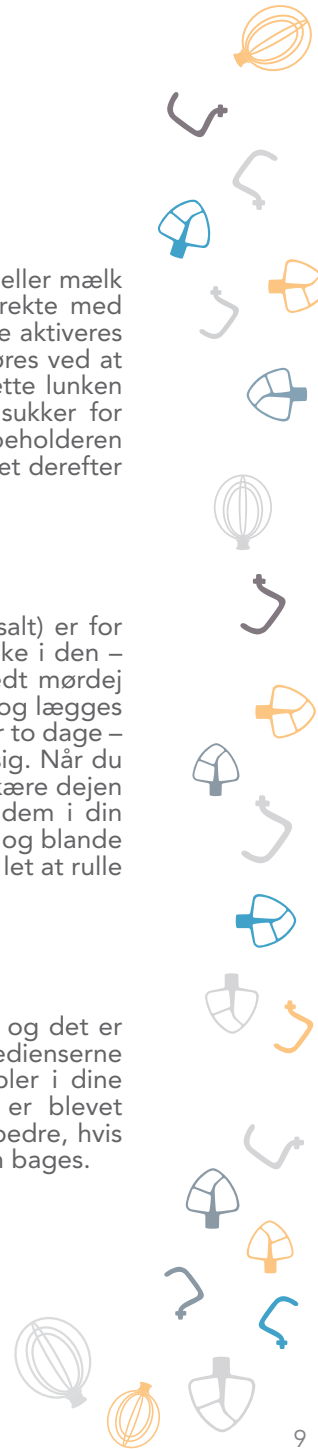 eller mælk
rekte med
e aktiveres
res ved at
ette lunken
sukker for
beholderen
et derefter
salt) er for
ke i den –
edt mørdej
og lægges
r to dage –
sig. Når du
kære dejen
dem i din
og blande
let at rulle
og det er
edienserne
bler i dine
er blevet
bedre, hvis
n bages.
9